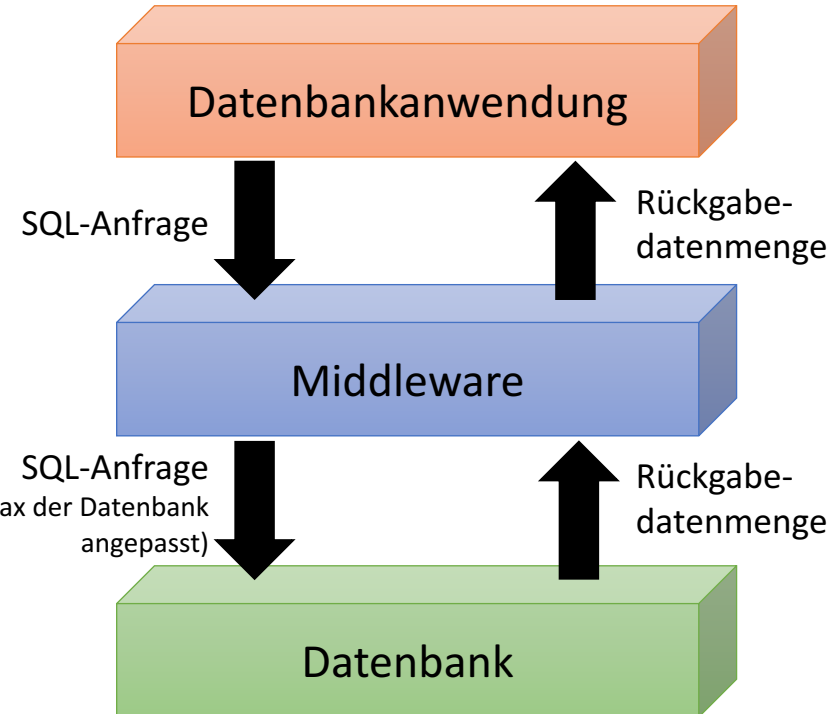 Datenbankanwendung
SQL-Anfrage
Rückgabe-
datenmenge
Middleware
SQL-Anfrage
der Datenbank
angepasst)
Rückgabe-
datenmenge
Datenbank